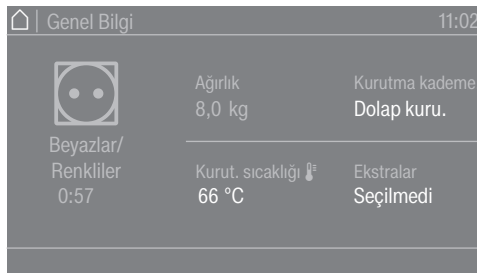 Genel Bilgi
11:02
Beyazlar/
Renkliler
0:57
Ağırlık
8,0 kg
Kurutma kademe
Dolap kuru.
Kurut. sıcaklığı
66 °C
Ekstralar
Seçilmedi